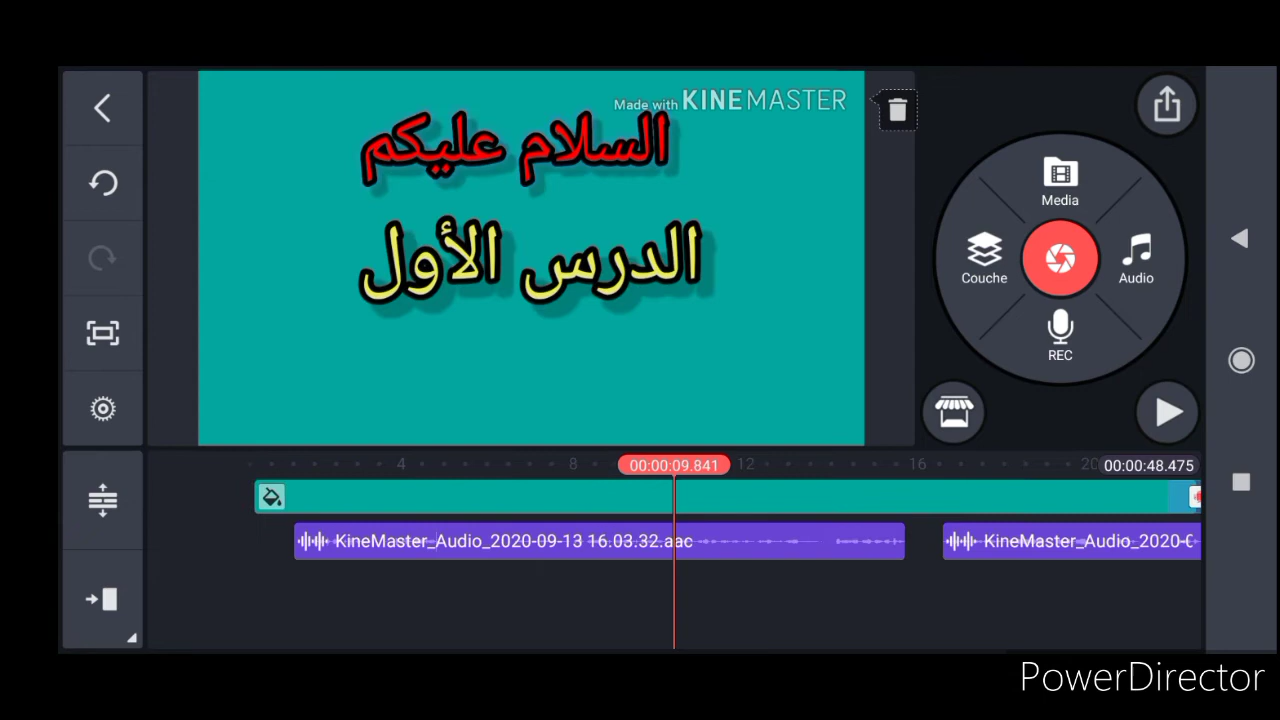 Made with KINEMASTER
السلام عليكم
الدرس الأول
Media
Couche
Audio
REC
4
8
00:00:09.841
12
16
20
00:00:48.475
KineMaster_Audio_2020-09-13 16.03.32.aac
KineMaster_Audio_2020-0
PowerDirector